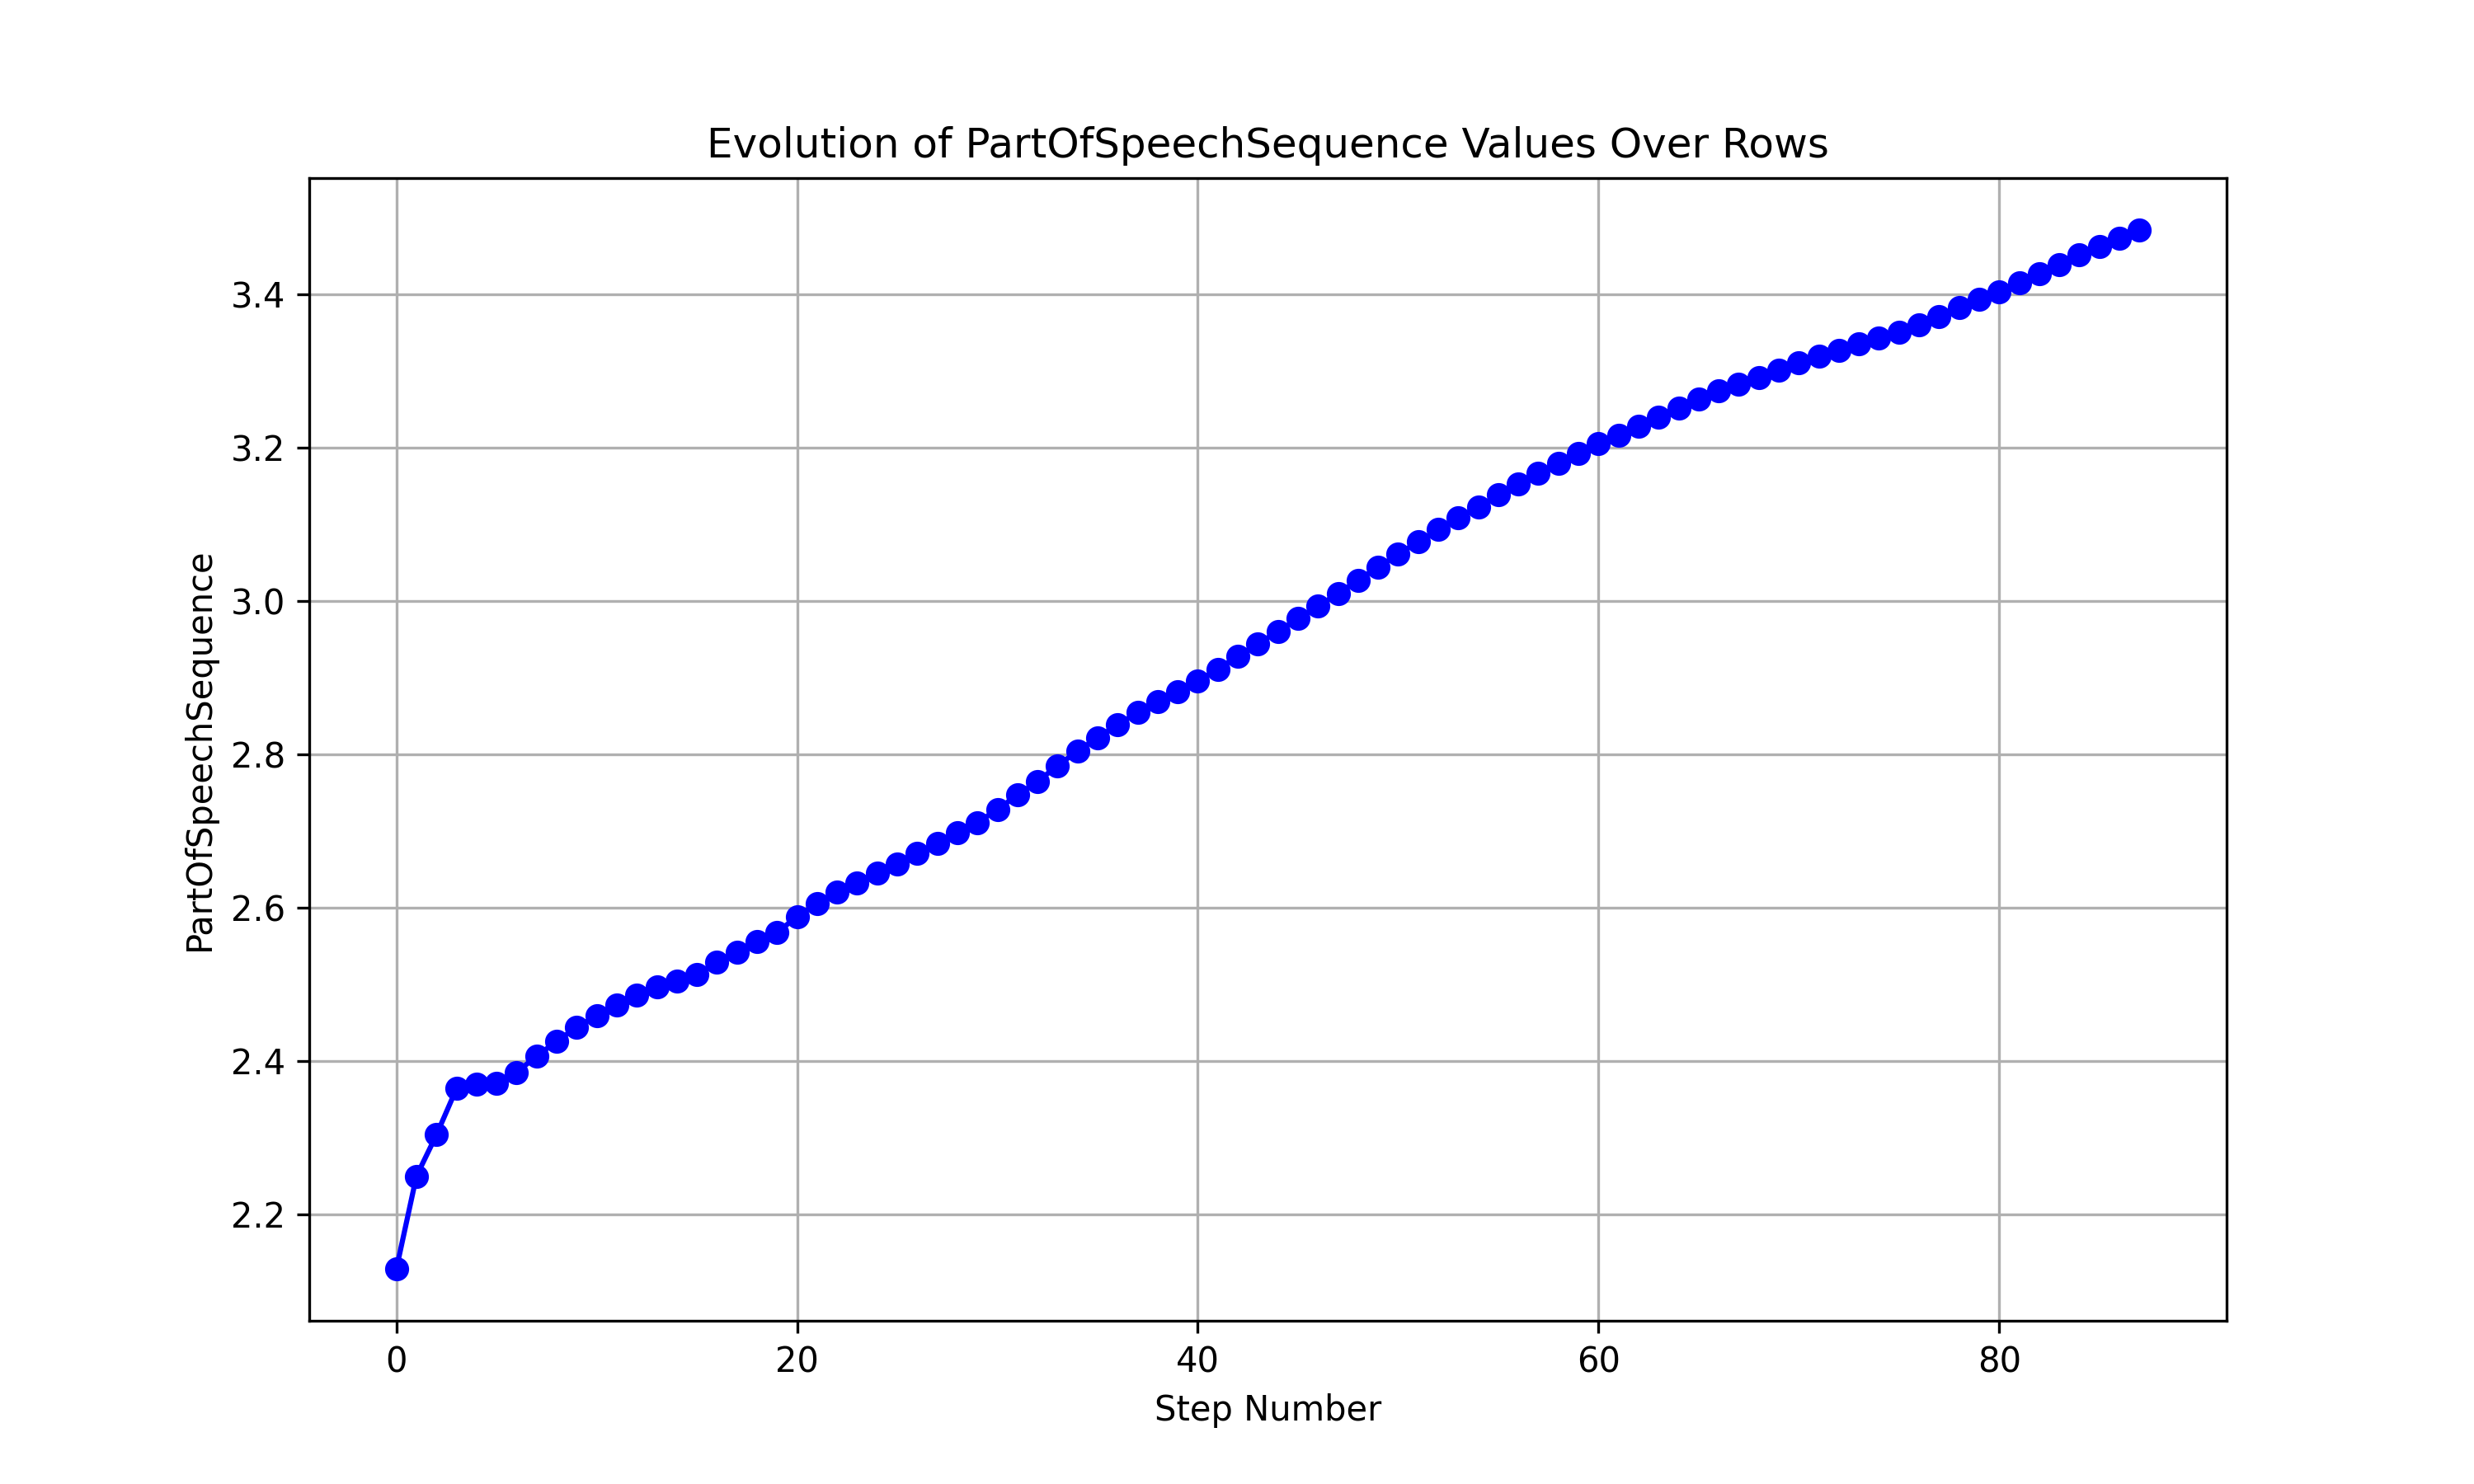 Evolution of PartOfSpeechSequence Values Over Rows
PartOfSpeechSequence
3.4
3.2
3.0
2.8
2.6
2.4
2.2
0 20 40 60 80
Step Number